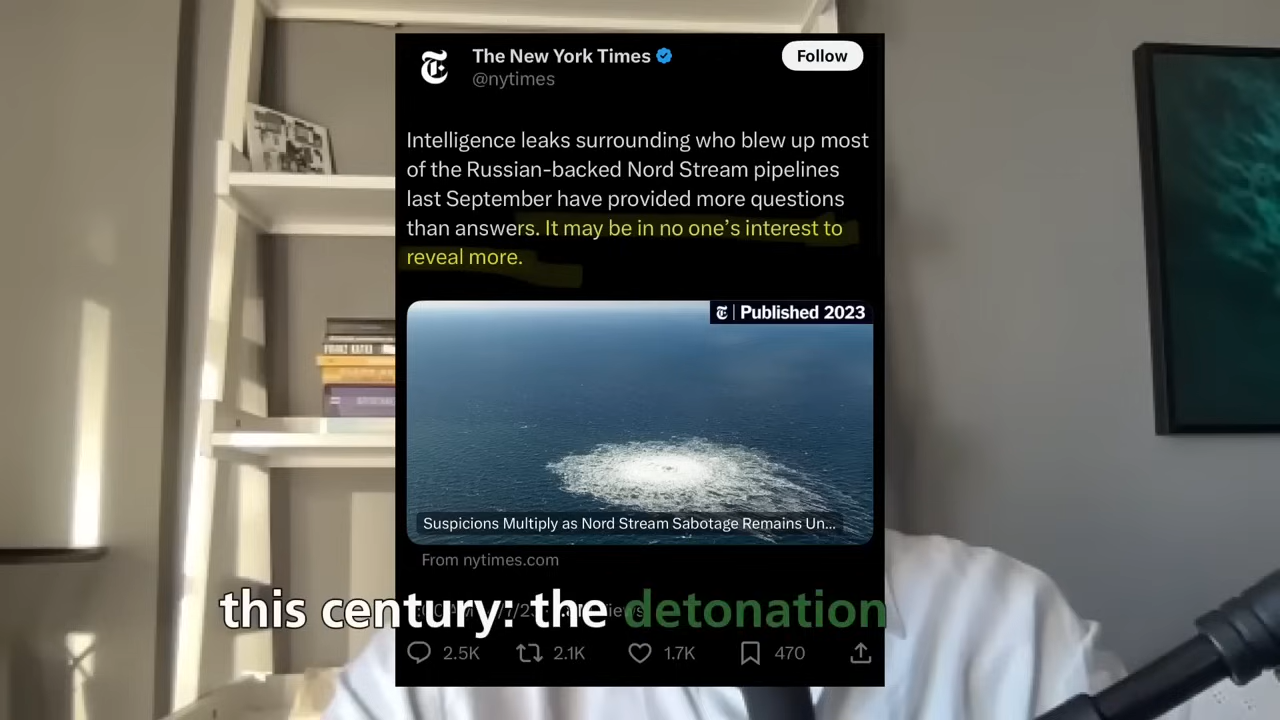 The New York Times
@nytimes
Follow
Intelligence leaks surrounding who blew up most
of the Russian-backed Nord Stream pipelines
last September have provided more questions
than answers. It may be in no one’s interest to
reveal more.
Published 2023
Suspicions Multiply as Nord Stream Sabotage Remains Un...
From nytimes.com
this century: the detonation
2.5K 2.1K 1.7K 470